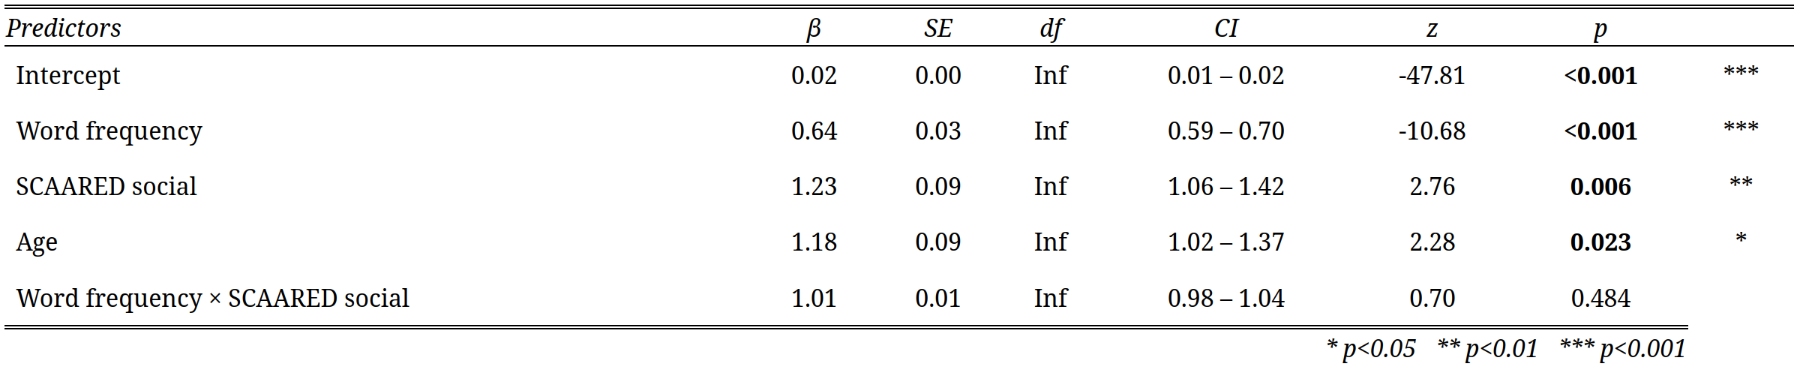 Predictors β SE df CI z p
Intercept 0.02 0.00 Inf 0.01 – 0.02 -47.81 <0.001 ***
Word frequency 0.64 0.03 Inf 0.59 – 0.70 -10.68 <0.001 ***
SCAARED social 1.23 0.09 Inf 1.06 – 1.42 2.76 0.006 **
Age 1.18 0.09 Inf 1.02 – 1.37 2.28 0.023 *
Word frequency × SCAARED social 1.01 0.01 Inf 0.98 – 1.04 0.70 0.484
* p<0.05 ** p<0.01 *** p<0.001